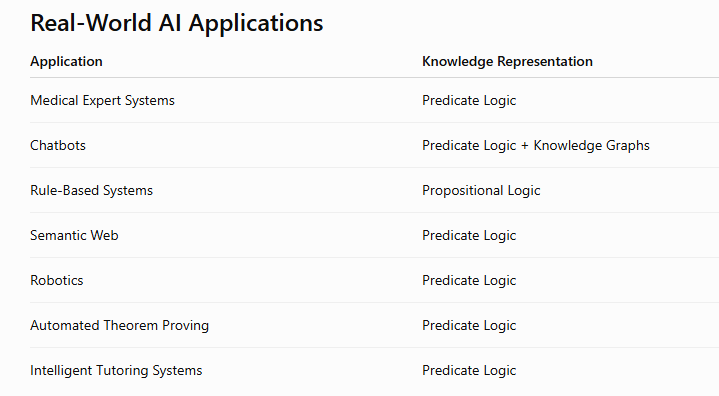 Real-World AI Applications
Application Knowledge Representation
Medical Expert Systems Predicate Logic
Chatbots Predicate Logic + Knowledge Graphs
Rule-Based Systems Propositional Logic
Semantic Web Predicate Logic
Robotics Predicate Logic
Automated Theorem Proving Predicate Logic
Intelligent Tutoring Systems Predicate Logic